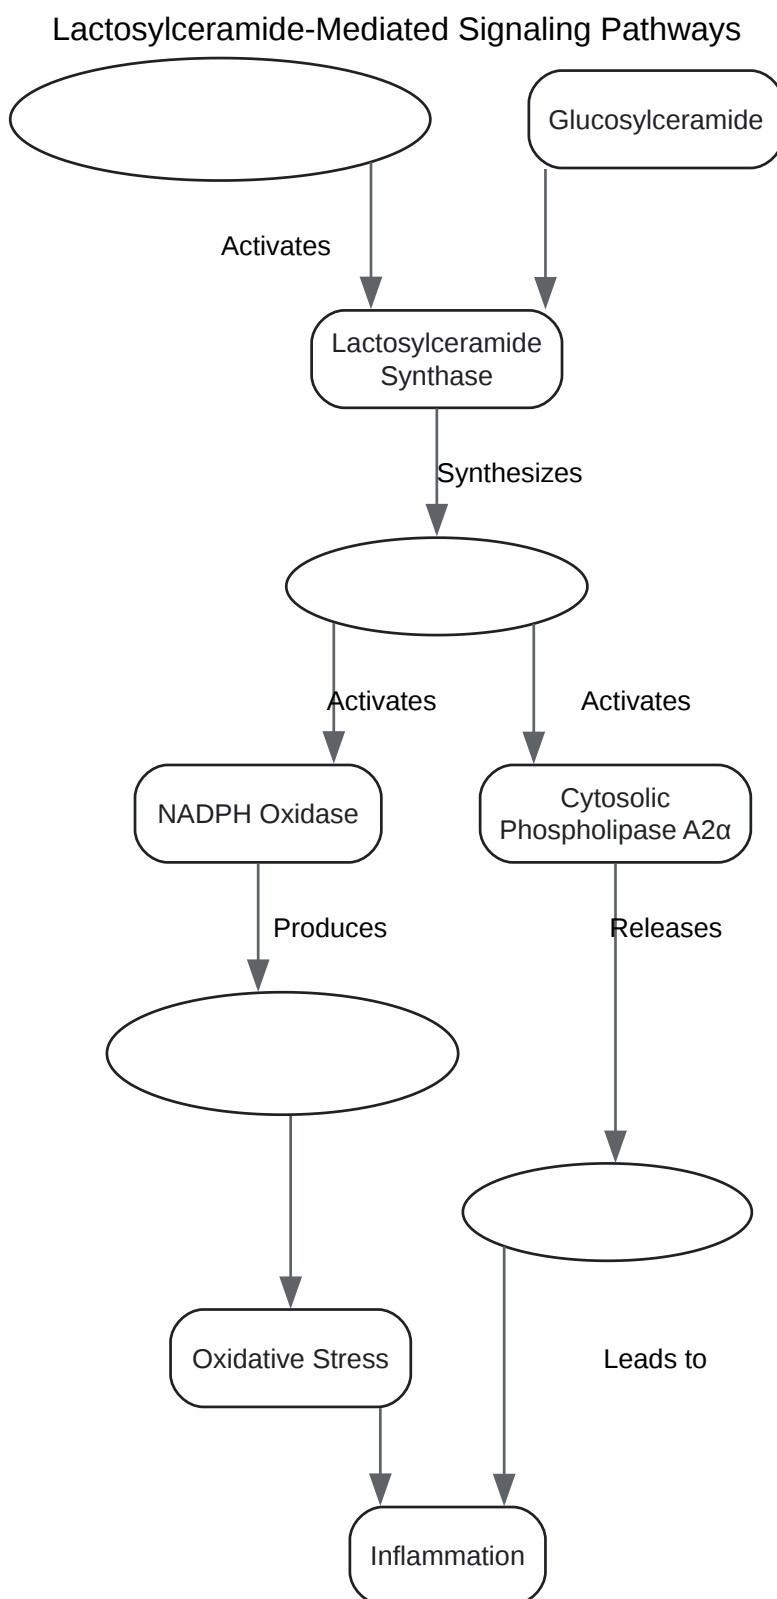 Lactosylceramide-Mediated Signaling Pathways
Glucosylceramide
Activates
Lactosylceramide
Synthase
Synthesizes
Activates
Activates
NADPH Oxidase
Cytosolic
Phospholipase A2α
Produces
Releases
Oxidative Stress
Leads to
Inflammation